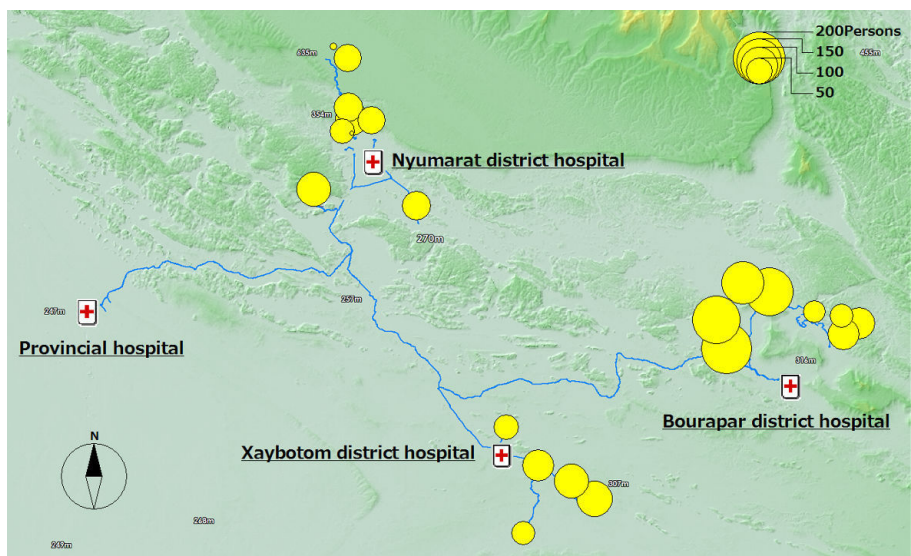 200Persons
150
100
50
635m
455m
354m
Nyumarat district hospital
270m
257m
247m
Provincial hospital
316m
Bourapar district hospital
Xaybotom district hospital
307m
N
268m
249m